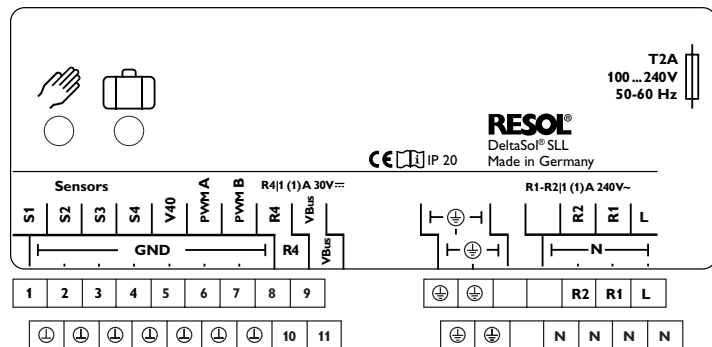 T2A
100 ... 240V
50-60 Hz
RESOL®
DeltaSol® SLL
CE i IP 20 Made in Germany
Sensors R4|1 (1) A 30V⎓ R1-R2|1 (1) A 240V~
S1 S2 S3 S4 V40 PWM A PWM B R4 VBus R2 R1 L
GND R4 VBus N
1 2 3 4 5 6 7 8 9 R2 R1 L
10 11 N N N N